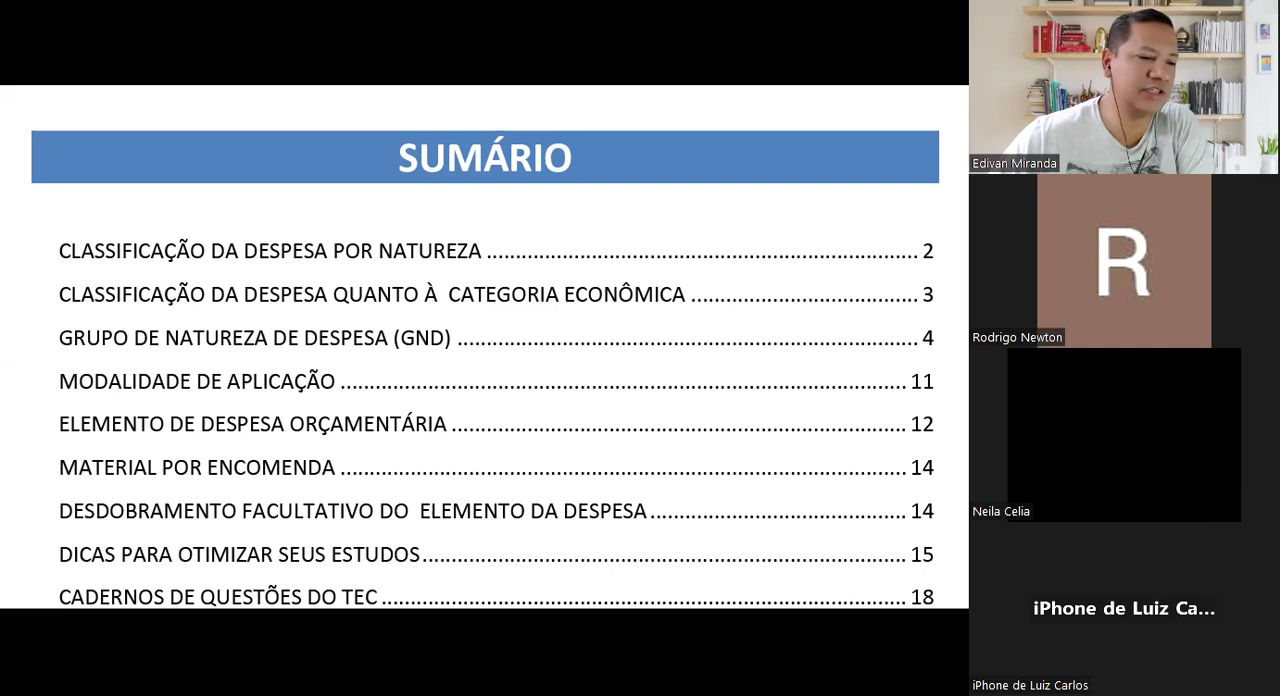 SUMÁRIO
CLASSIFICAÇÃO DA DESPESA POR NATUREZA ........................................................................... 2
CLASSIFICAÇÃO DA DESPESA QUANTO À  CATEGORIA ECONÔMICA ........................................ 3
GRUPO DE NATUREZA DE DESPESA (GND) ................................................................................ 4
MODALIDADE DE APLICAÇÃO .................................................................................................. 11
ELEMENTO DE DESPESA ORÇAMENTÁRIA ............................................................................... 12
MATERIAL POR ENCOMENDA .................................................................................................. 14
DESDOBRAMENTO FACULTATIVO DO  ELEMENTO DA DESPESA ............................................ 14
DICAS PARA OTIMIZAR SEUS ESTUDOS .................................................................................... 15
CADERNOS DE QUESTÕES DO TEC ........................................................................................... 18
Edivan Miranda
R
Rodrigo Newton
Neila Celia
iPhone de Luiz Ca...
iPhone de Luiz Carlos